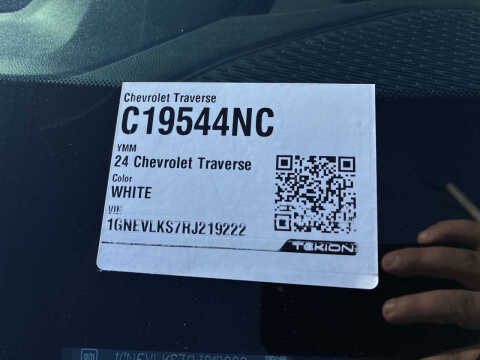 Chevrolet Traverse
C19544NC
YMM
24 Chevrolet Traverse
Color
WHITE
VIN
1GNEVLKS7RJ219222
TEKION